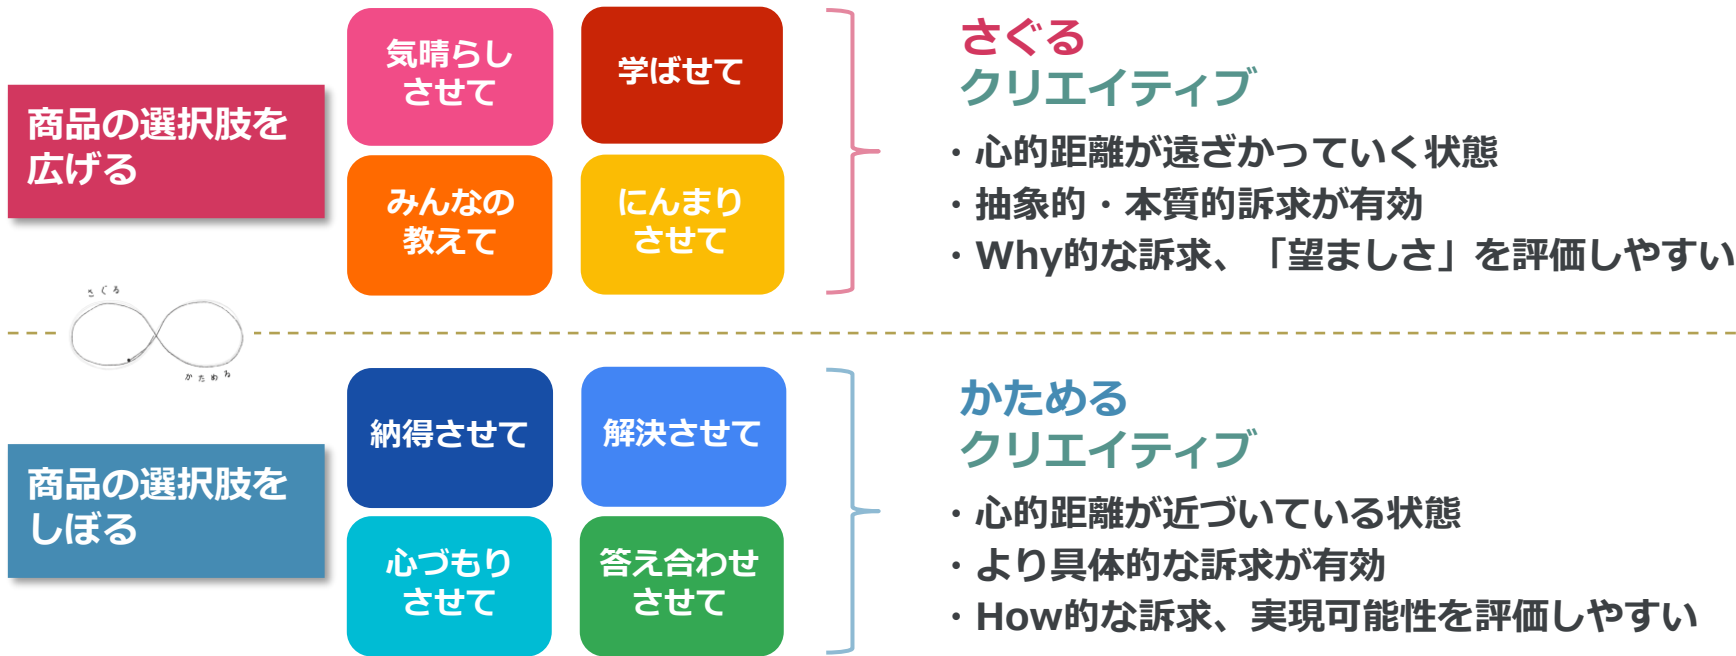 商品の選択肢を
広げる
気晴らし
させて
学ばせて
みんなの
教えて
にんまり
させて
さぐる
クリエイティブ
・心的距離が遠ざかっていく状態
・抽象的・本質的訴求が有効
・Why的な訴求、「望ましさ」を評価しやすい
さぐる
かためる
商品の選択肢を
しぼる
納得させて
解決させて
心づもり
させて
答え合わせ
させて
かためる
クリエイティブ
・心的距離が近づいている状態
・より具体的な訴求が有効
・How的な訴求、実現可能性を評価しやすい